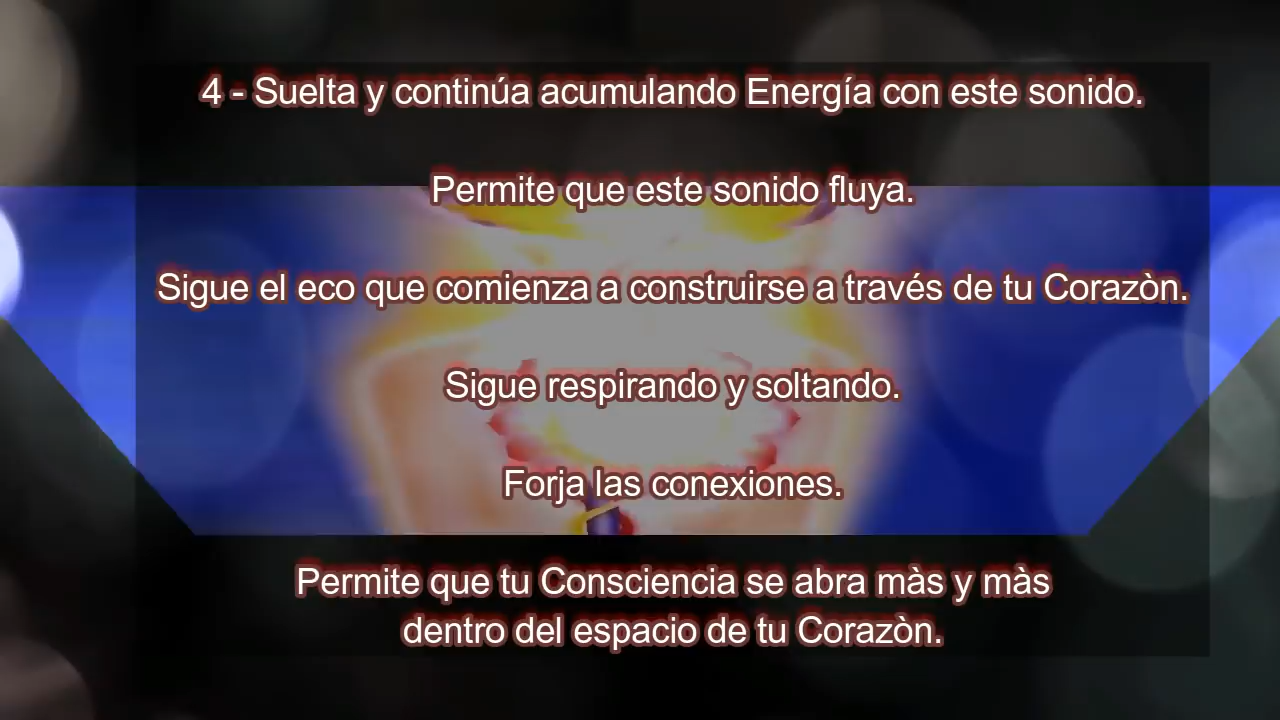 4 - Suelta y continúa acumulando Energía con este sonido.
Permite que este sonido fluya.
Sigue el eco que comienza a construirse a través de tu Corazòn.
Sigue respirando y soltando.
Forja las conexiones.
Permite que tu Consciencia se abra màs y màs
dentro del espacio de tu Corazòn.